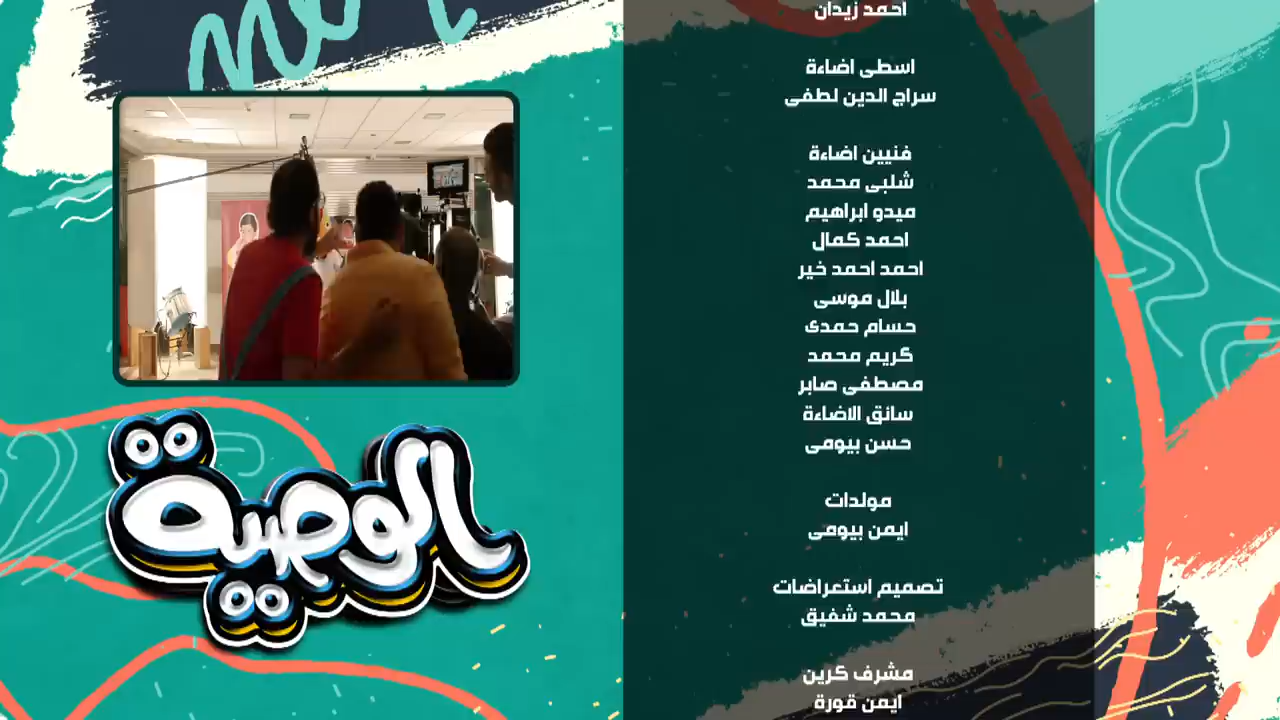 احمد زيدان
اسطى اضاءة
سراج الدين لطفى
فنيين اضاءة
شلبى محمد
ميدو ابراهيم
احمد كمال
احمد احمد خير
بلال موسى
حسام حمدى
كريم محمد
مصطفى صابر
سائق الاضاءة
حسن بيومى
مولدات
ايمن بيومى
تصميم استعراضات
محمد شفيق
مشرف كرين
ايمن قورة
الوصية